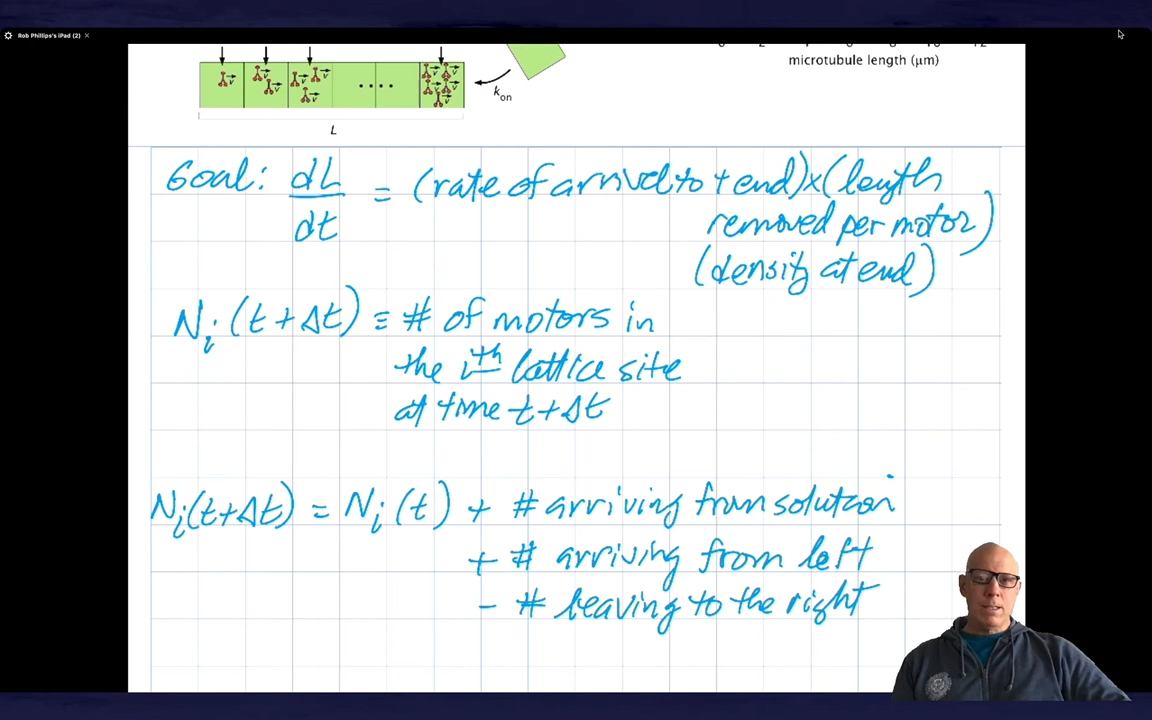 Rob Phillips's iPad (2) ×
microtubule length (μm)
v v v v v v v v v v v
k_on
L
Goal: dL/dt = (rate of arrival to + end) × (length
removed per motor)
(density at end)
N_i (t + Δt) ≡ # of motors in
the i^th lattice site
at time t + Δt
N_i(t+Δt) = N_i(t) + # arriving from solution
+ # arriving from left
- # leaving to the right